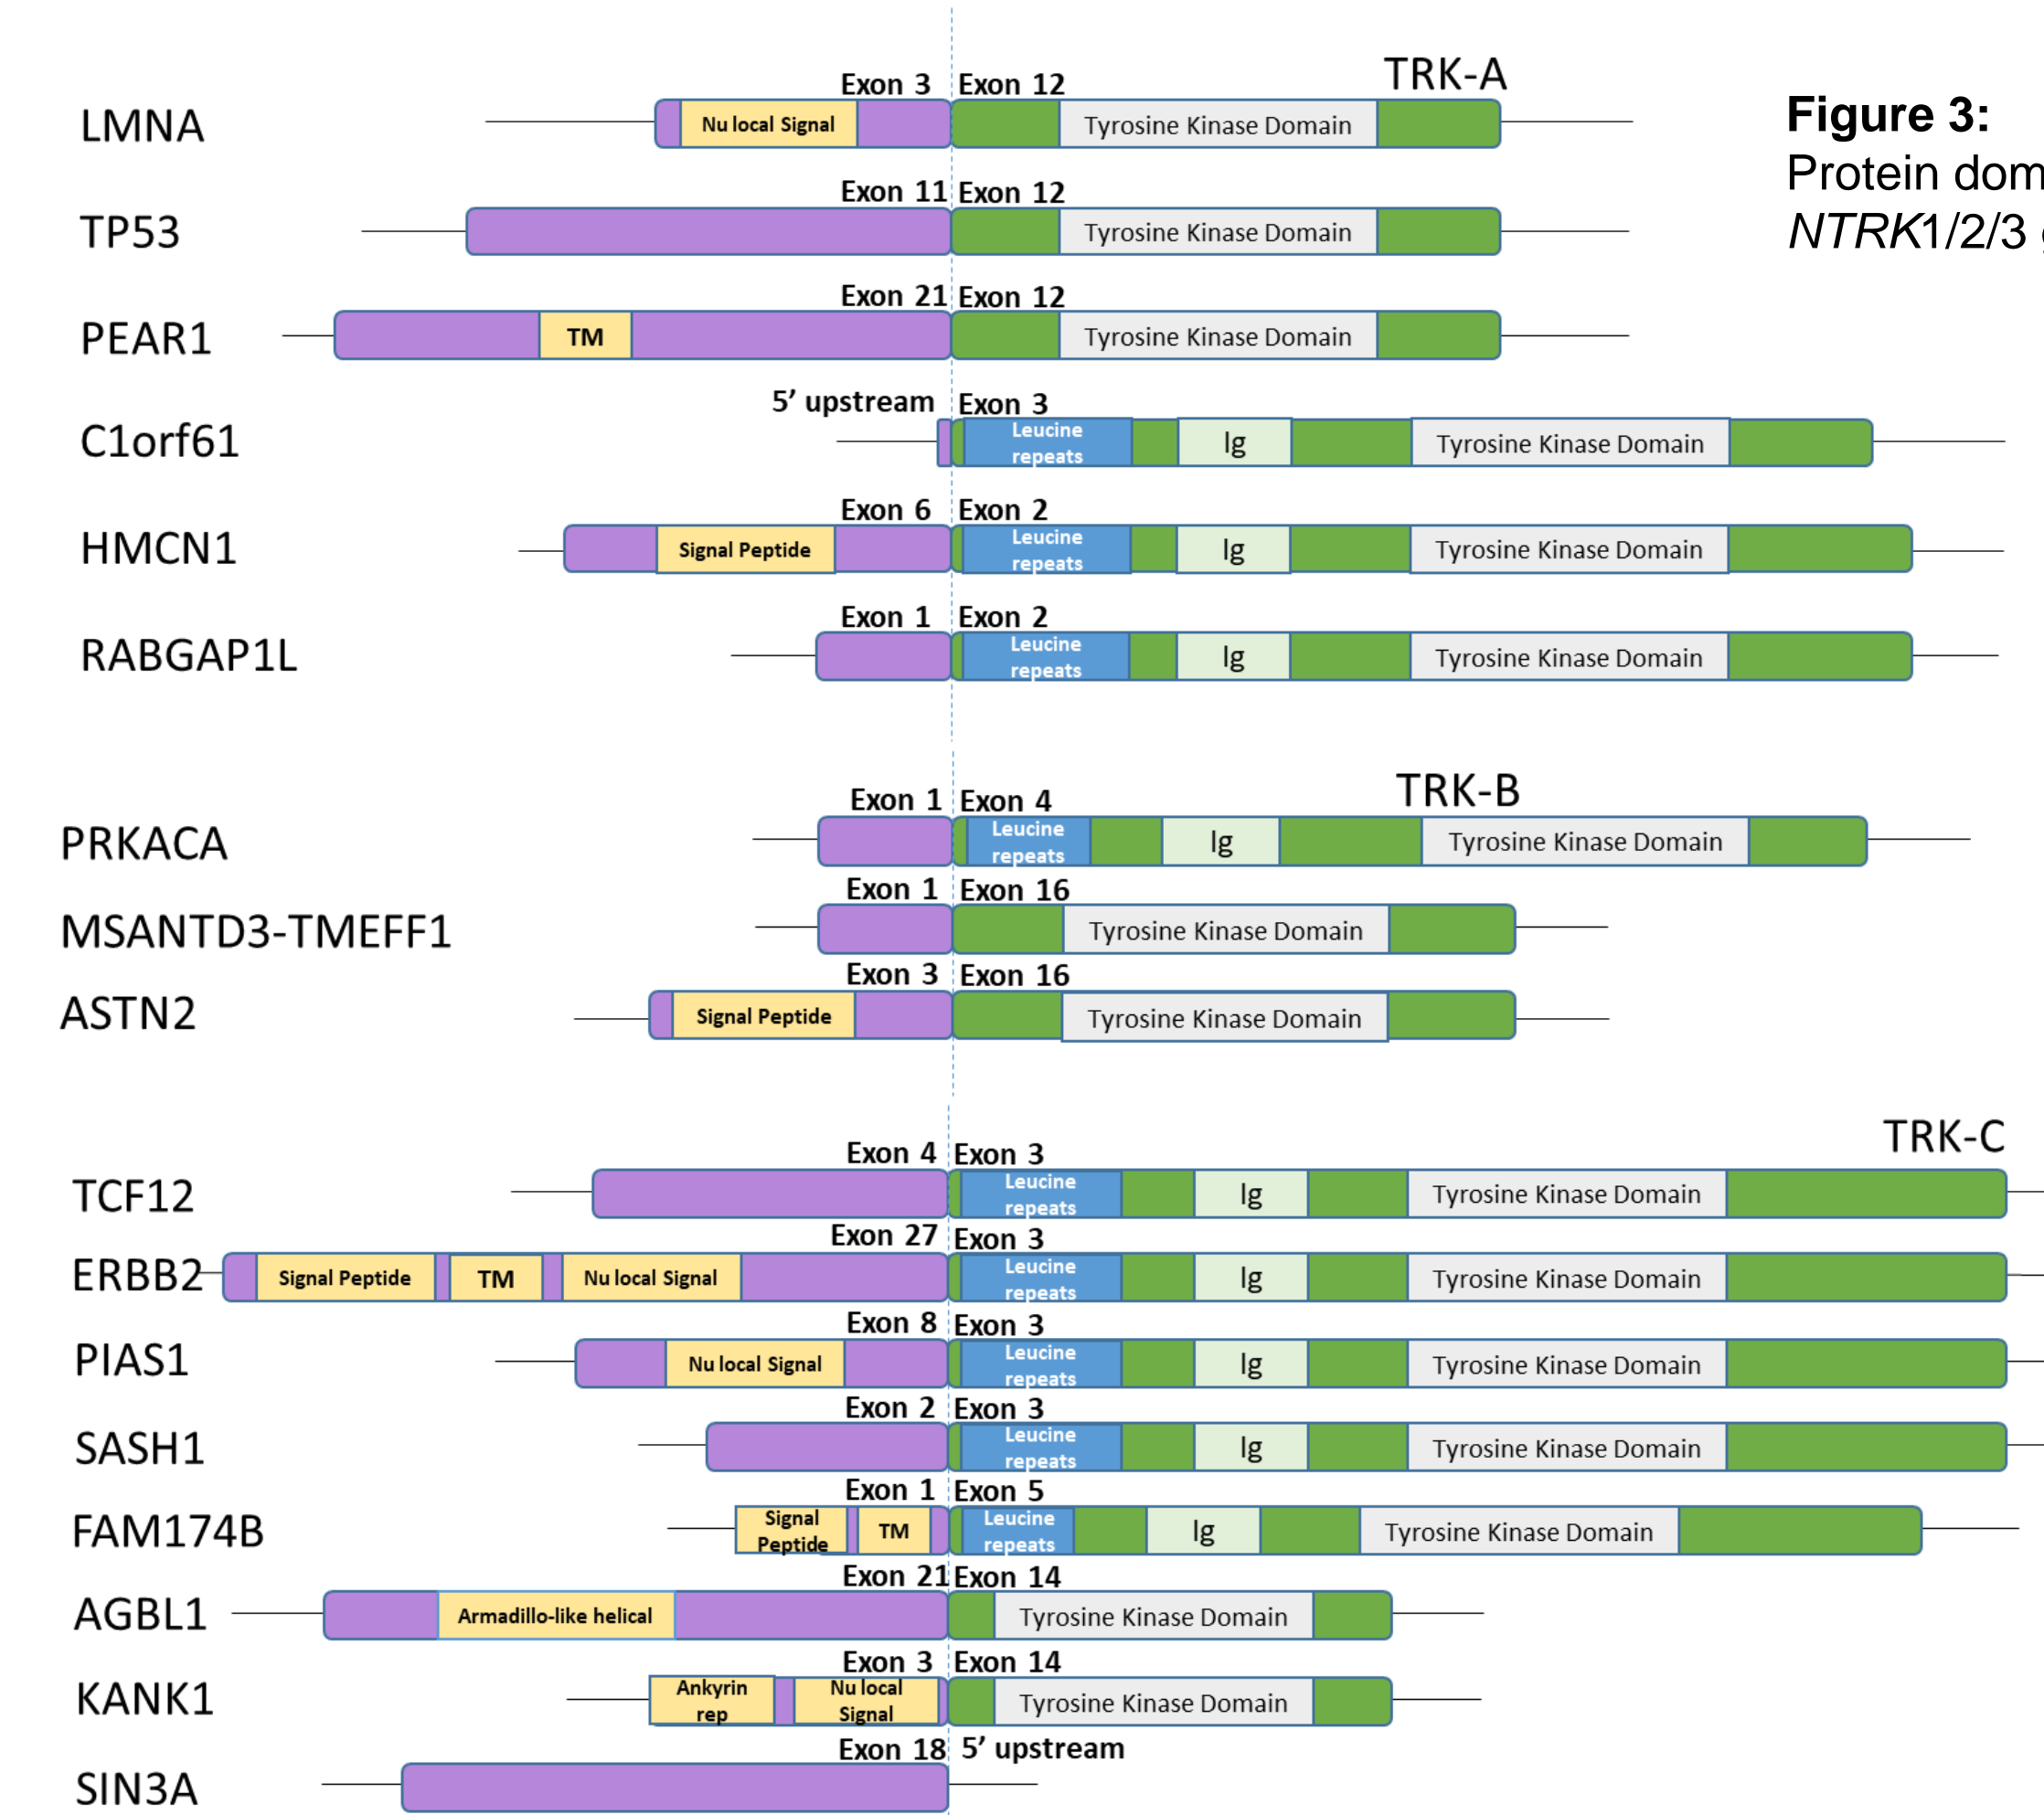 TRK-A
Exon 3 Exon 12
LMNA Nu local Signal Tyrosine Kinase Domain
Exon 11 Exon 12
TP53 Tyrosine Kinase Domain
Exon 21 Exon 12
PEAR1 TM Tyrosine Kinase Domain
5’ upstream Exon 3
C1orf61 Leucine repeats Ig Tyrosine Kinase Domain
Exon 6 Exon 2
HMCN1 Signal Peptide Leucine repeats Ig Tyrosine Kinase Domain
Exon 1 Exon 2
RABGAP1L Leucine repeats Ig Tyrosine Kinase Domain
Figure 3:
Protein dom
NTRK1/2/3
TRK-B
Exon 1 Exon 4
PRKACA Leucine repeats Ig Tyrosine Kinase Domain
Exon 1 Exon 16
MSANTD3-TMEFF1 Tyrosine Kinase Domain
Exon 3 Exon 16
ASTN2 Signal Peptide Tyrosine Kinase Domain
TRK-C
Exon 4 Exon 3
TCF12 Leucine repeats Ig Tyrosine Kinase Domain
Exon 27 Exon 3
ERBB2 Signal Peptide TM Nu local Signal Leucine repeats Ig Tyrosine Kinase Domain
Exon 8 Exon 3
PIAS1 Nu local Signal Leucine repeats Ig Tyrosine Kinase Domain
Exon 2 Exon 3
SASH1 Leucine repeats Ig Tyrosine Kinase Domain
Exon 1 Exon 5
FAM174B Signal Peptide TM Leucine repeats Ig Tyrosine Kinase Domain
Exon 21 Exon 14
AGBL1 Armadillo-like helical Tyrosine Kinase Domain
Exon 3 Exon 14
KANK1 Ankyrin rep Nu local Signal Tyrosine Kinase Domain
Exon 18 5’ upstream
SIN3A